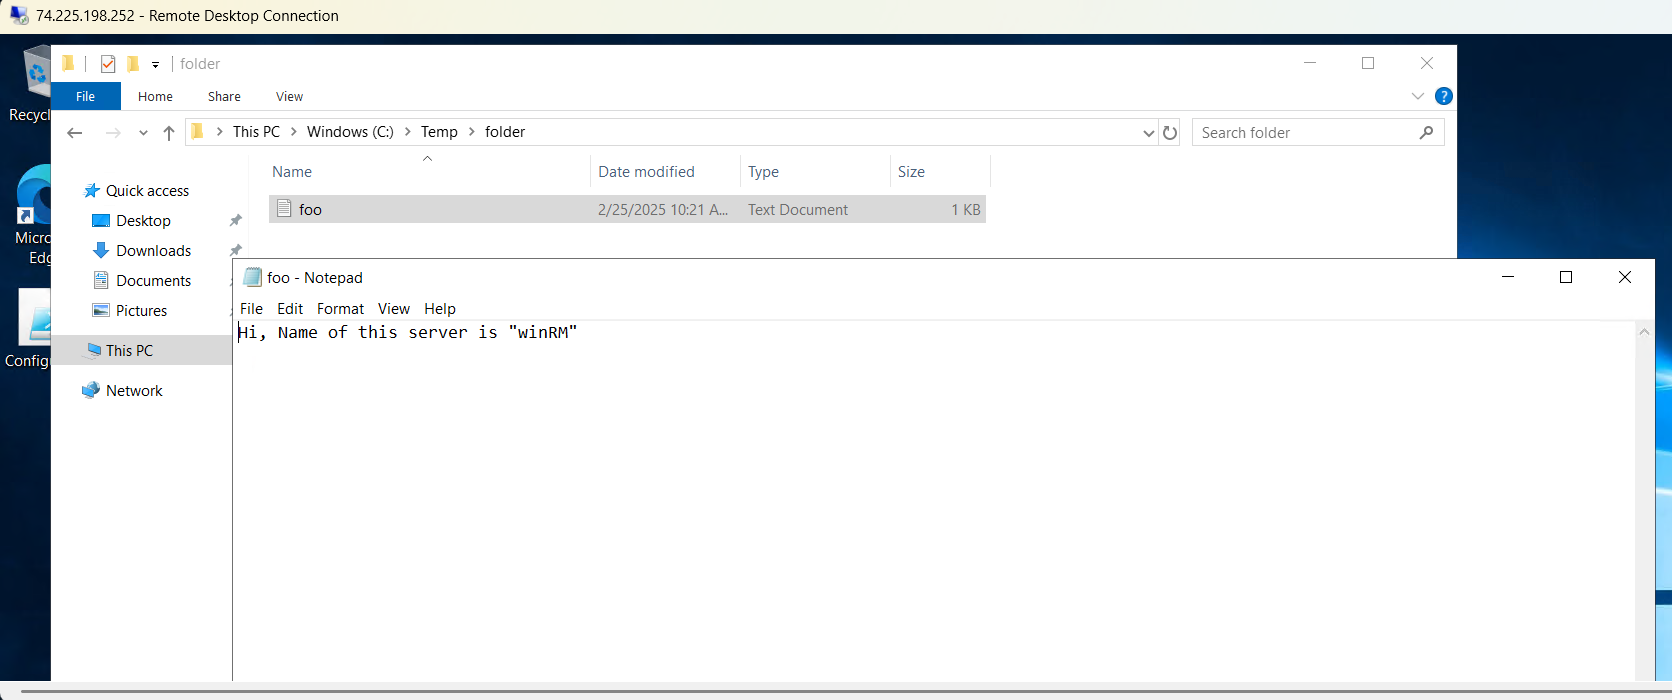 74.225.198.252 - Remote Desktop Connection
folder
File Home Share View
This PC > Windows (C:) > Temp > folder
Search folder
Name Date modified Type Size
foo 2/25/2025 10:21 A... Text Document 1 KB
Quick access
Desktop
Downloads
Documents
Pictures
This PC
Network
Recycl
Micro
Edg
Config
foo - Notepad
File Edit Format View Help
Hi, Name of this server is "winRM"